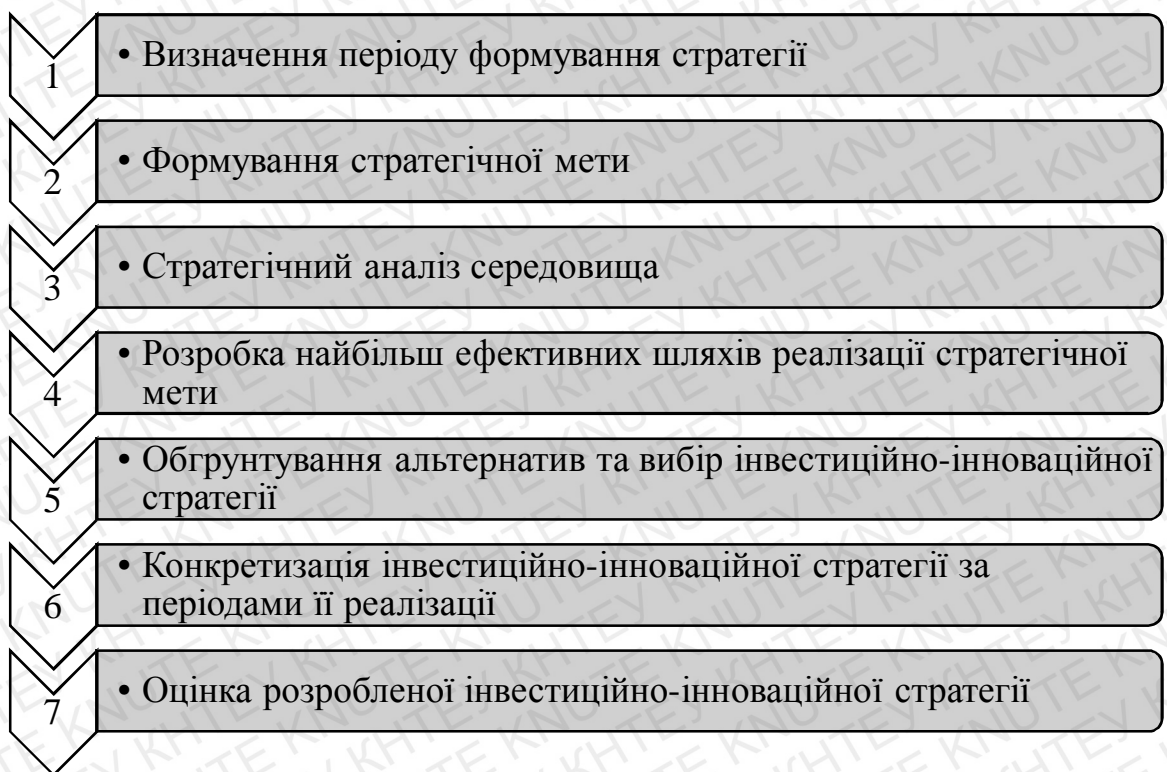 1
• Визначення періоду формування стратегії
2
• Формування стратегічної мети
3
• Стратегічний аналіз середовища
4
• Розробка найбільш ефективних шляхів реалізації стратегічної
мети
5
• Обгрунтування альтернатив та вибір інвестиційно-інноваційної
стратегії
6
• Конкретизація інвестиційно-інноваційної стратегії за
періодами її реалізації
7
• Оцінка розробленої інвестиційно-інноваційної стратегії
КНТЕУ KNUTE